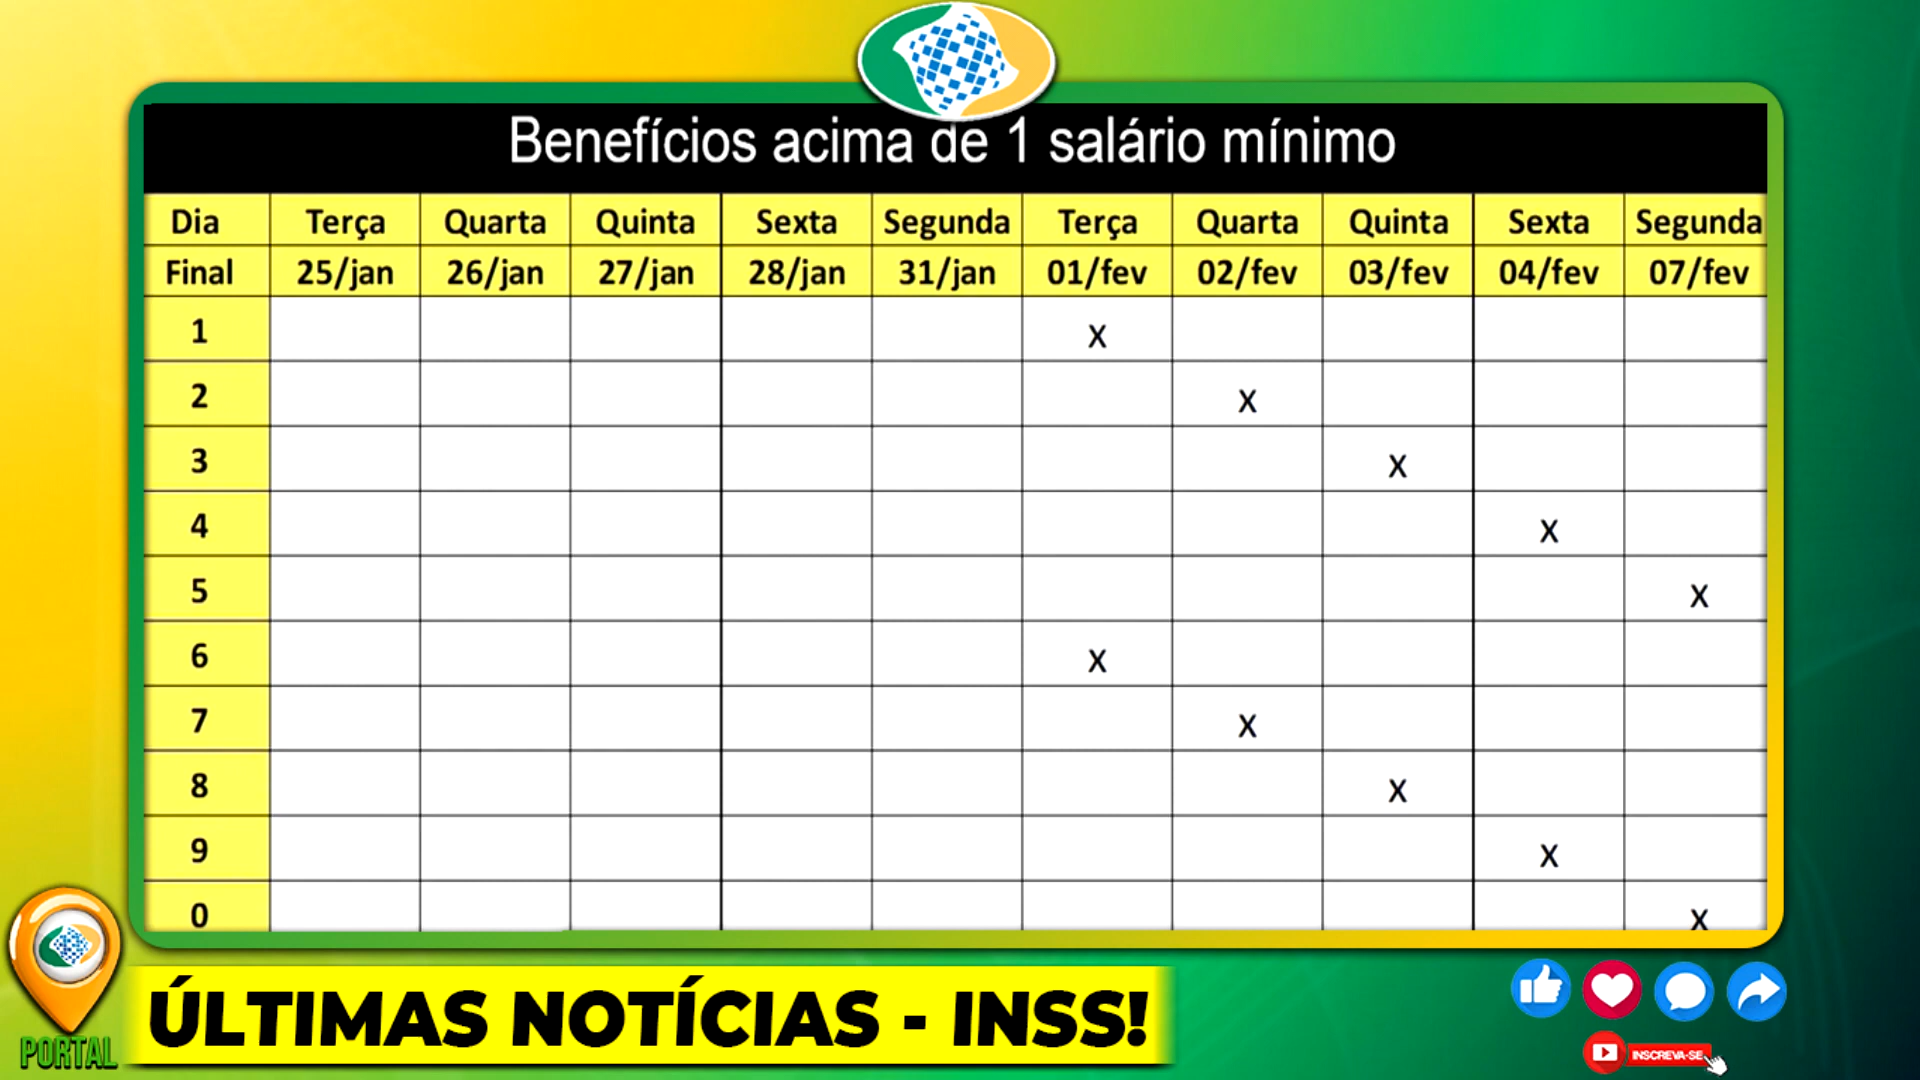 Benefícios acima de 1 salário mínimo
Dia Terça Quarta Quinta Sexta Segunda Terça Quarta Quinta Sexta Segunda
Final 25/jan 26/jan 27/jan 28/jan 31/jan 01/fev 02/fev 03/fev 04/fev 07/fev
1 x
2 x
3 x
4 x
5 x
6 x
7 x
8 x
9 x
0 x
ÚLTIMAS NOTÍCIAS - INSS!
PORTAL
INSCREVA-SE